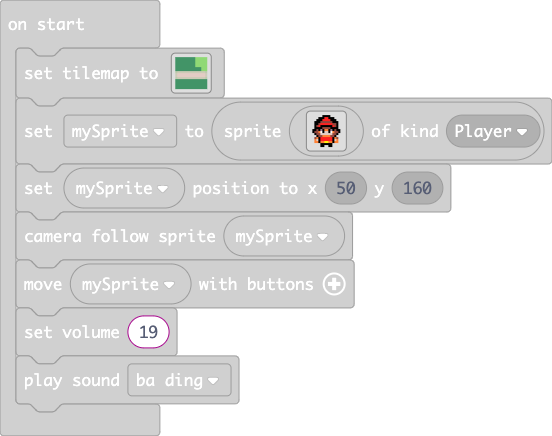 on start
set tilemap to
set mySprite to sprite of kind Player
set mySprite position to x 50 y 160
camera follow sprite mySprite
move mySprite with buttons
set volume 19
play sound ba ding